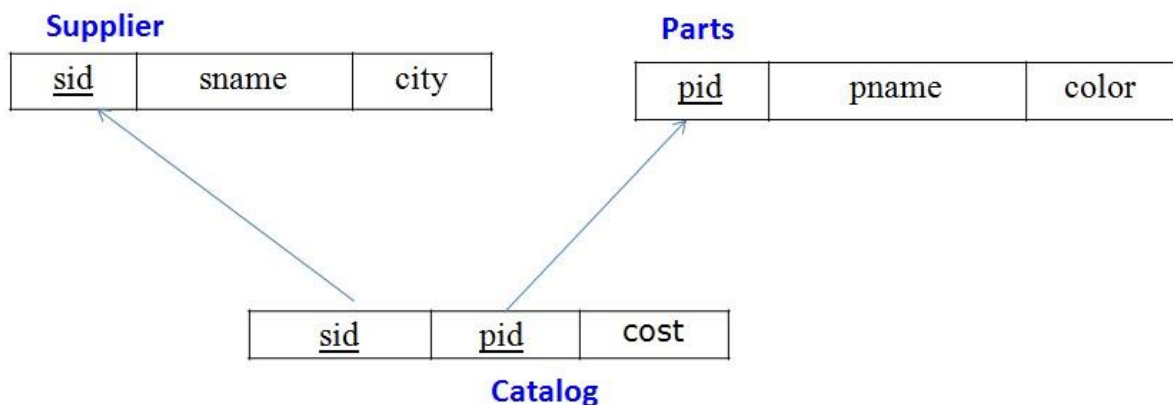 Supplier
sid sname city
Parts
pid pname color
sid pid cost
Catalog